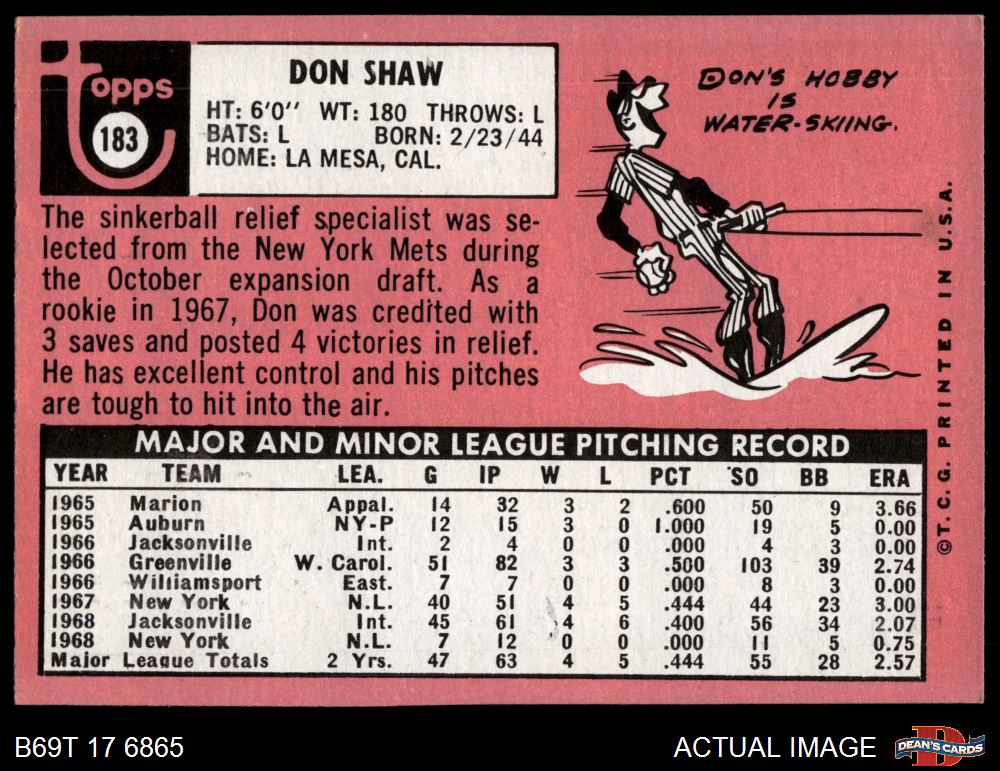 Topps
183
DON SHAW
HT: 6'0" WT: 180 THROWS: L
BATS: L BORN: 2/23/44
HOME: LA MESA, CAL.
DON'S HOBBY
IS
WATER-SKIING.
The sinkerball relief specialist was se-
lected from the New York Mets during
the October expansion draft. As a
rookie in 1967, Don was credited with
3 saves and posted 4 victories in relief.
He has excellent control and his pitches
are tough to hit into the air.
MAJOR AND MINOR LEAGUE PITCHING RECORD
YEAR TEAM LEA. G IP W L PCT SO BB ERA
1965 Marion Appal. 14 32 3 2 .600 50 9 3.66
1965 Auburn NY-P 12 15 3 0 1.000 19 5 0.00
1966 Jacksonville Int. 2 4 0 0 .000 4 3 0.00
1966 Greenville W. Carol. 51 82 3 3 .500 103 39 2.74
1966 Williamsport East. 7 7 0 0 .000 8 3 0.00
1967 New York N.L. 40 51 4 5 .444 44 23 3.00
1968 Jacksonville Int. 45 61 4 6 .400 56 34 2.07
1968 New York N.L. 7 12 0 0 .000 11 5 0.75
Major League Totals 2 Yrs. 47 63 4 5 .444 55 28 2.57
©T.C.G. PRINTED IN U.S.A.
B69T 17 6865
ACTUAL IMAGE
D
DEAN'S CARDS